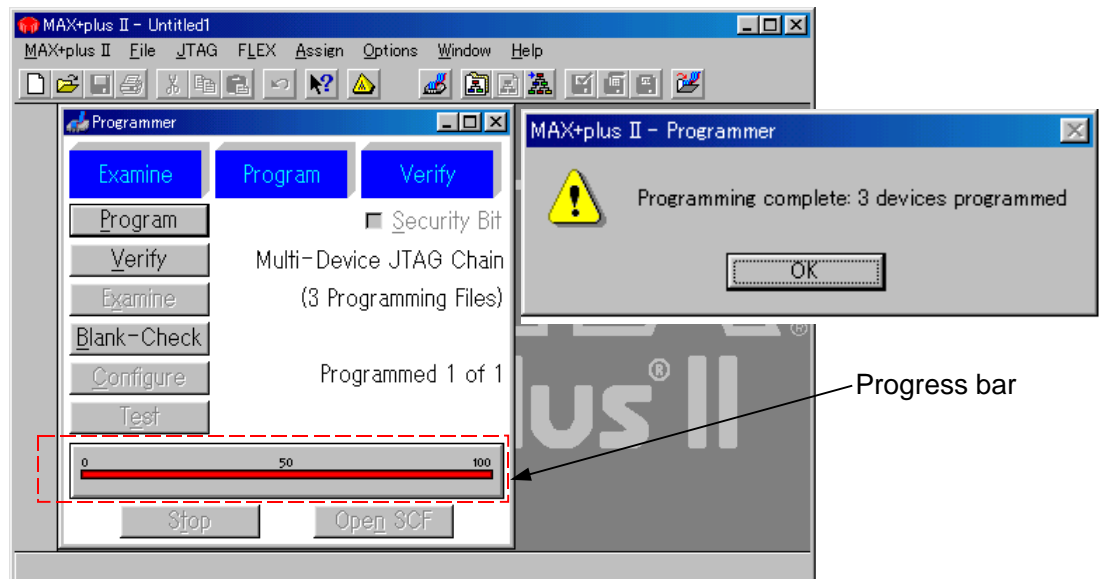 MAX+plus II - Untitled1
MAX+plus II File JTAG FLEX Assign Options Window Help
Programmer
Examine Program Verify
Program
Security Bit
Verify
Multi-Device JTAG Chain
Examine
(3 Programming Files)
Blank-Check
Configure
Programmed 1 of 1
Test
0 50 100
Stop Open SCF
MAX+plus II - Programmer
Programming complete: 3 devices programmed
OK
®
lus® II
Progress bar